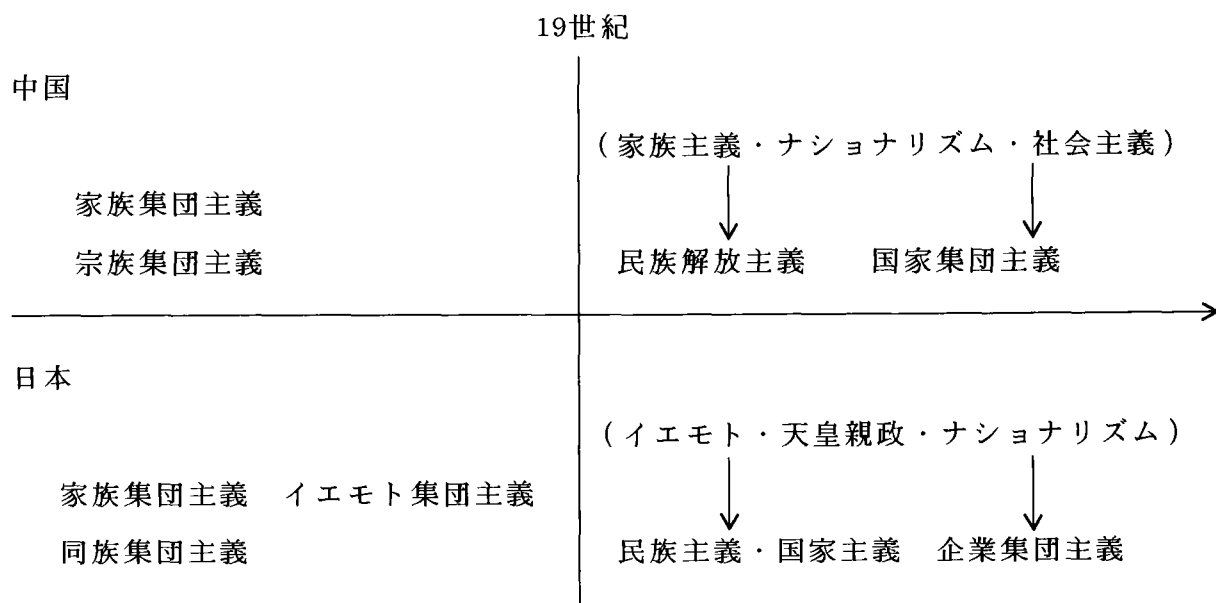 19世紀
中国
(家族主義・ナショナリズム・社会主義)
家族集団主義
宗族集団主義
民族解放主義 国家集団主義
日本
(イエモト・天皇親政・ナショナリズム)
家族集団主義 イエモト集団主義
同族集団主義
民族主義・国家主義 企業集団主義